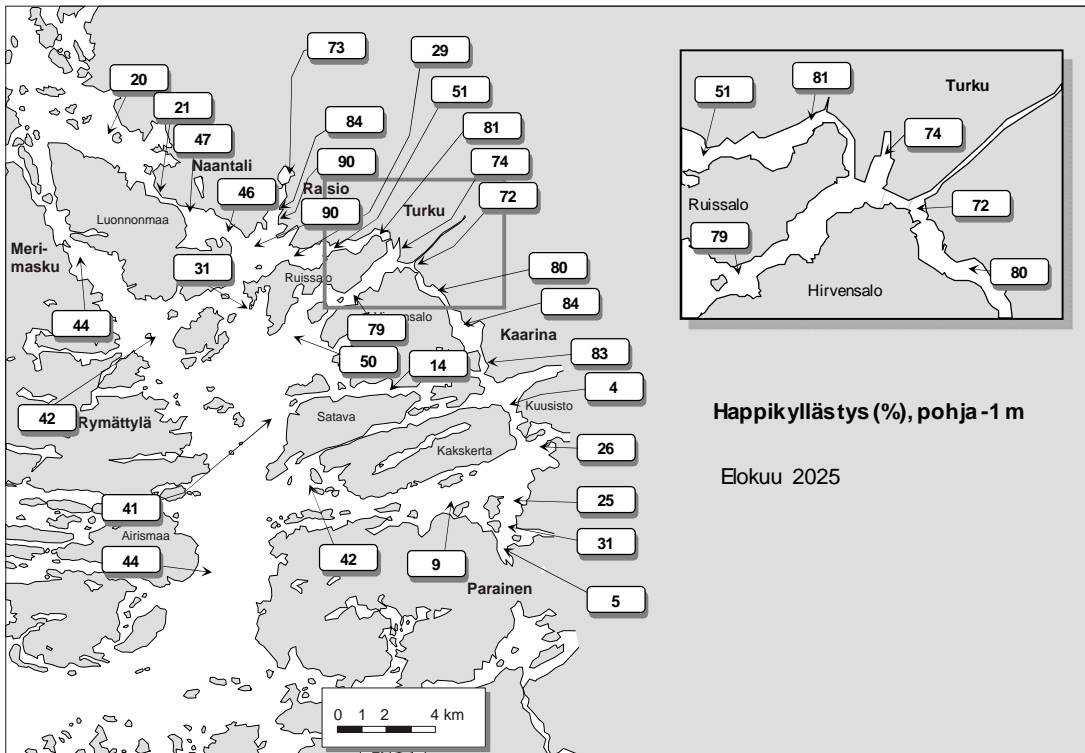 73
29
20
51
21
84
81
47
Naantali
90
74
46
Raisio
90
72
Luonnonmaa
Turku
Meri-
masku
31
Ruissalo
80
Hirvensalo
84
44
79
Kaarina
50
14
83
4
42
Rymättylä
Satava
Kuusisto
Kakskerta
26
41
25
Airismaa
42
31
44
9
Parainen
5
0 1 2 4 km
81
Turku
51
74
Ruissalo
72
79
80
Hirvensalo
Happikyllästys (%), pohja -1 m
Elokuu 2025